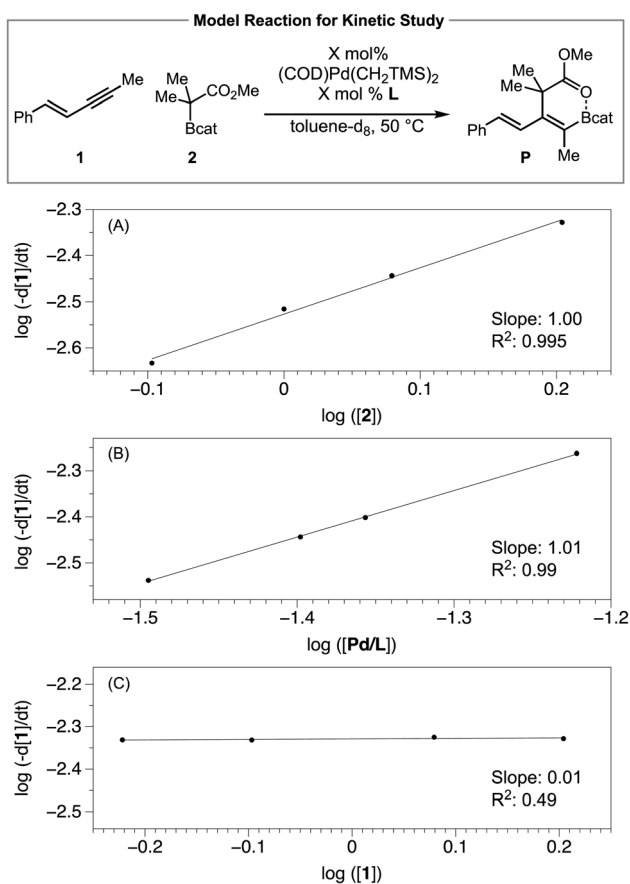 Model Reaction for Kinetic Study
Me
Ph
1
Me
Me
CO2Me
Bcat
2
X mol%
(COD)Pd(CH2TMS)2
X mol % L
toluene-d8, 50 °C
OMe
Me
Me
O
Ph
Bcat
Me
P
(A)
−2.3
−2.4
−2.5
−2.6
log (-d[1]/dt)
Slope: 1.00
R2: 0.995
−0.1
0
0.1
0.2
log ([2])
(B)
−2.3
−2.4
−2.5
log (-d[1]/dt)
Slope: 1.01
R2: 0.99
−1.5
−1.4
−1.3
−1.2
log ([Pd/L])
(C)
−2.2
−2.3
−2.4
−2.5
log (-d[1]/dt)
Slope: 0.01
R2: 0.49
−0.2
−0.1
0
0.1
0.2
log ([1])